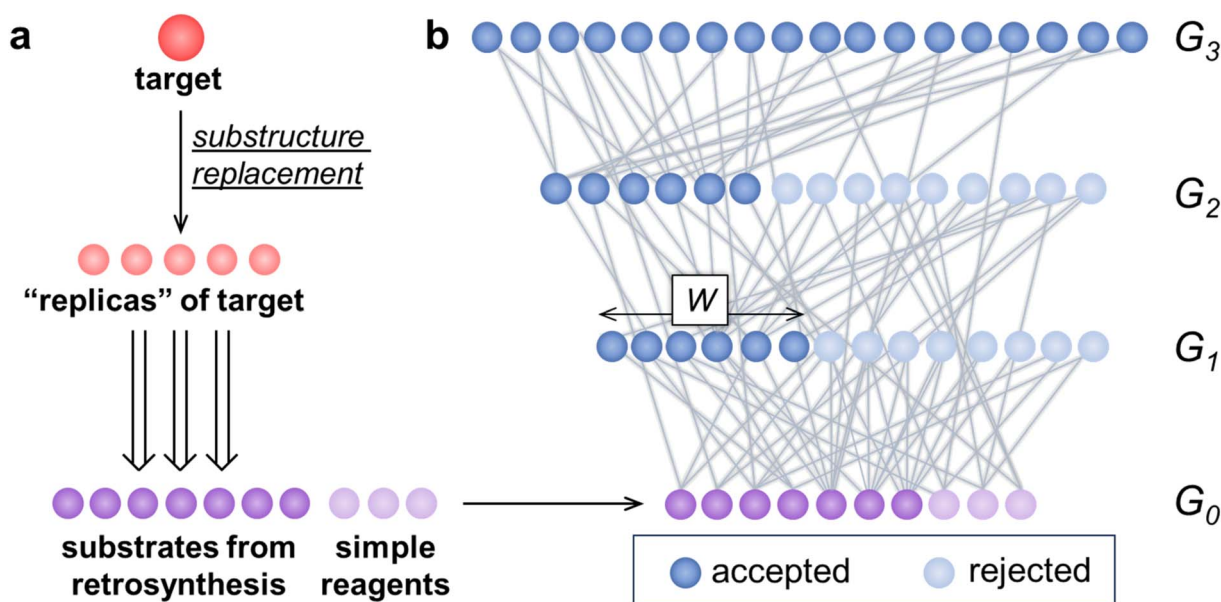 a
target
substructure
replacement
"replicas" of target
substrates from
retrosynthesis
simple
reagents
b
G3
G2
W
G1
G0
accepted
rejected